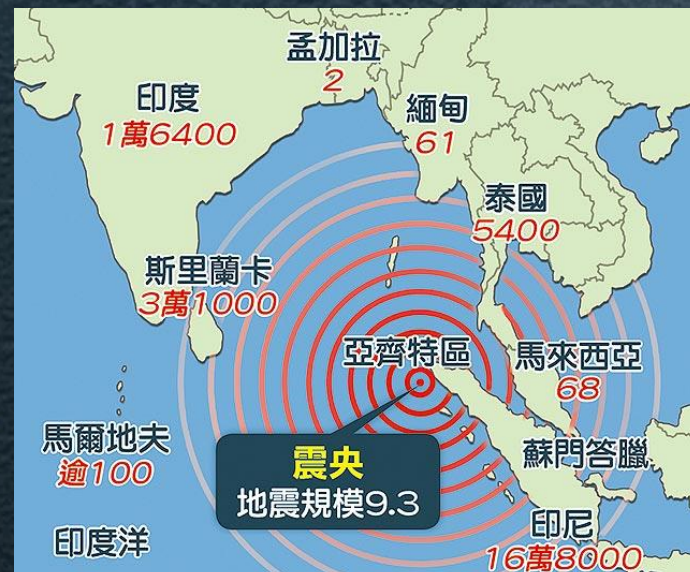 孟加拉
2
印度
1萬6400
緬甸
61
泰國
5400
斯里蘭卡
3萬1000
亞齊特區
馬來西亞
68
馬爾地夫
逾100
震央
地震規模9.3
蘇門答臘
印度洋
印尼
16萬8000